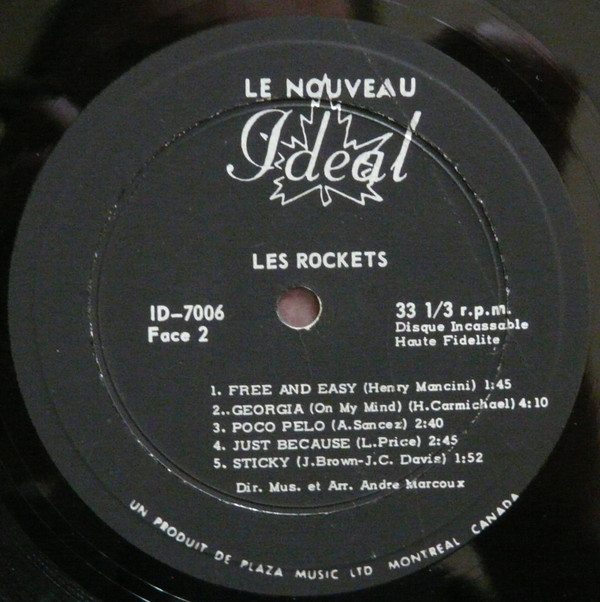 LE NOUVEAU
Ideal
LES ROCKETS
ID-7006
Face 2
33 1/3 r.p.m.
Disque Incassable
Haute Fidelite
1. FREE AND EASY (Henry Mancini) 1:45
2.. GEORGIA (On My Mind) (H.Carmichael) 4:10
3. POCO PELO (A.Sancez) 2:40
4. JUST BECAUSE (L.Price) 2:45
5. STICKY (J.Brown-J.C. Davis) 1:52
Dir. Mus. et Arr. Andre Marcoux
UN PRODUIT DE PLAZA MUSIC LTD MONTREAL CANADA